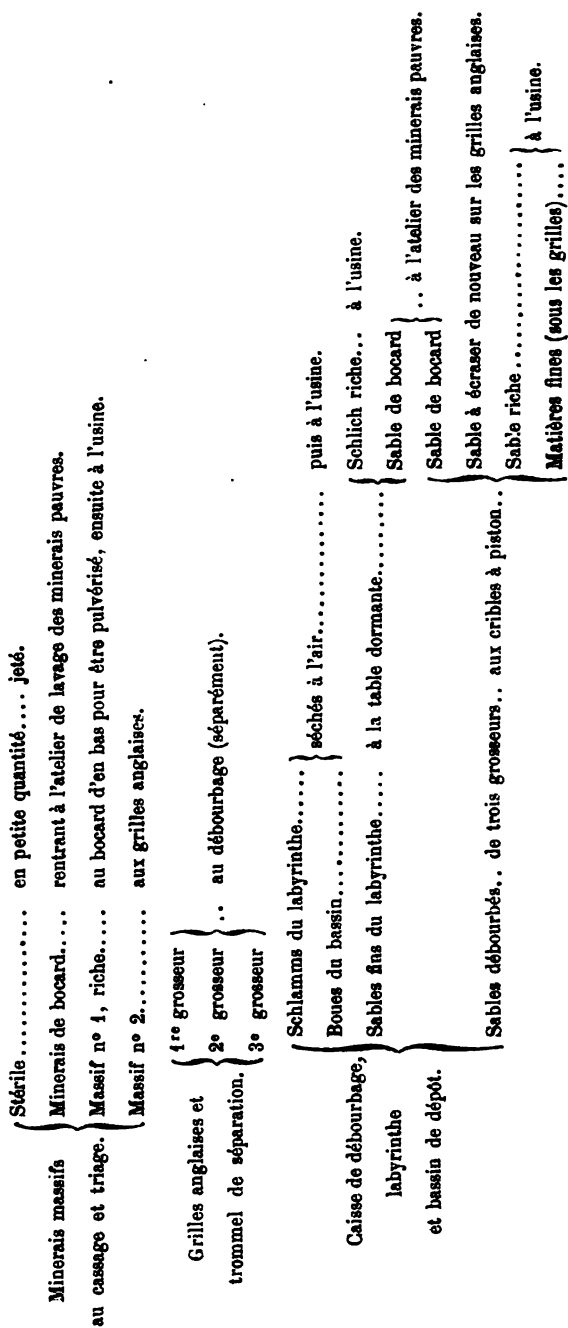 Minerais massifs
au cassage et triage.
Stérile............... en petite quantité.... jeté.
Minerais de bocard..... rentrant à l'atelier de lavage des minerais pauvres.
Massif n° 1, riche.... au bocard d'en bas pour être pulvérisé, ensuite à l'usine.
Massif n° 2.......... aux grilles anglaises.
Grilles anglaises et
trommel de séparation.
1re grosseur
2e grosseur
3e grosseur
.. au débourbage (séparément).
Caisse de débourbage,
labyrinthe
et bassin de dépôt.
Schlamms du labyrinthe......
Boues du bassin.............
séchés à l'air................ puis à l'usine.
Sables fins du labyrinthe..... à la table dormante..........
Schlich riche... à l'usine.
Sable de bocard
Sables débourbés.. de trois grosseurs.. aux cribles à piston..
Sable de bocard
.. à l'atelier des minerais pauvres.
Sable à écraser de nouveau sur les grilles anglaises.
Sable riche....................
Matières fines (sous les grilles)....
à l'usine.